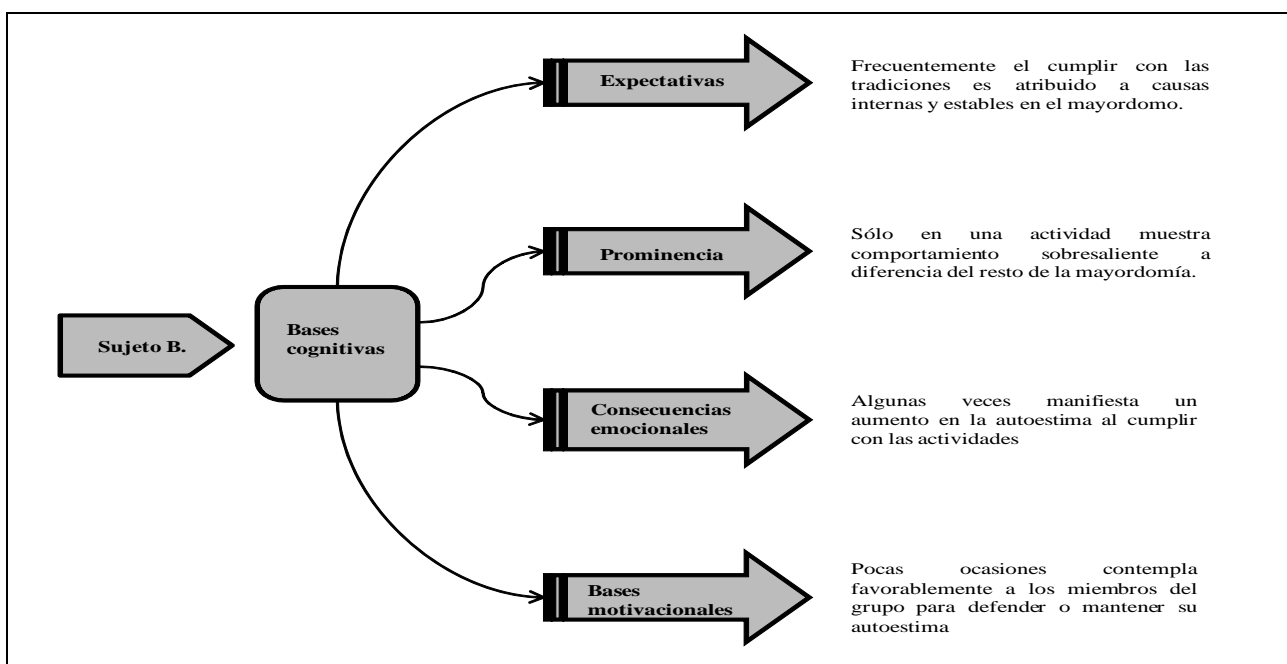 Sujeto B.
Bases
cognitivas
Expectativas
Frecuentemente el cumplir con las
tradiciones es atribuido a causas
internas y estables en el mayordomo.
Prominencia
Sólo en una actividad muestra
comportamiento sobresaliente a
diferencia del resto de la mayordomía.
Consecuencias
emocionales
Algunas veces manifiesta un
aumento en la autoestima al cumplir
con las actividades
Bases
motivacionales
Pocas ocasiones contempla
favorablemente a los miembros del
grupo para defender o mantener su
autoestima